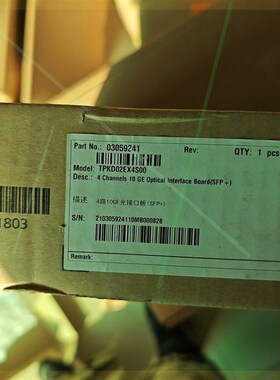 Part No.: 03059241 Rev: QTY: 1 pcs
Model: TPKD02EX4S00
Desc.: 4 Channels 10 GE Optical Interface Board(SFP+)
描述 4路10GE光接口板(SFP+)
S/N: 210305924110MB000828
Remark:
1803